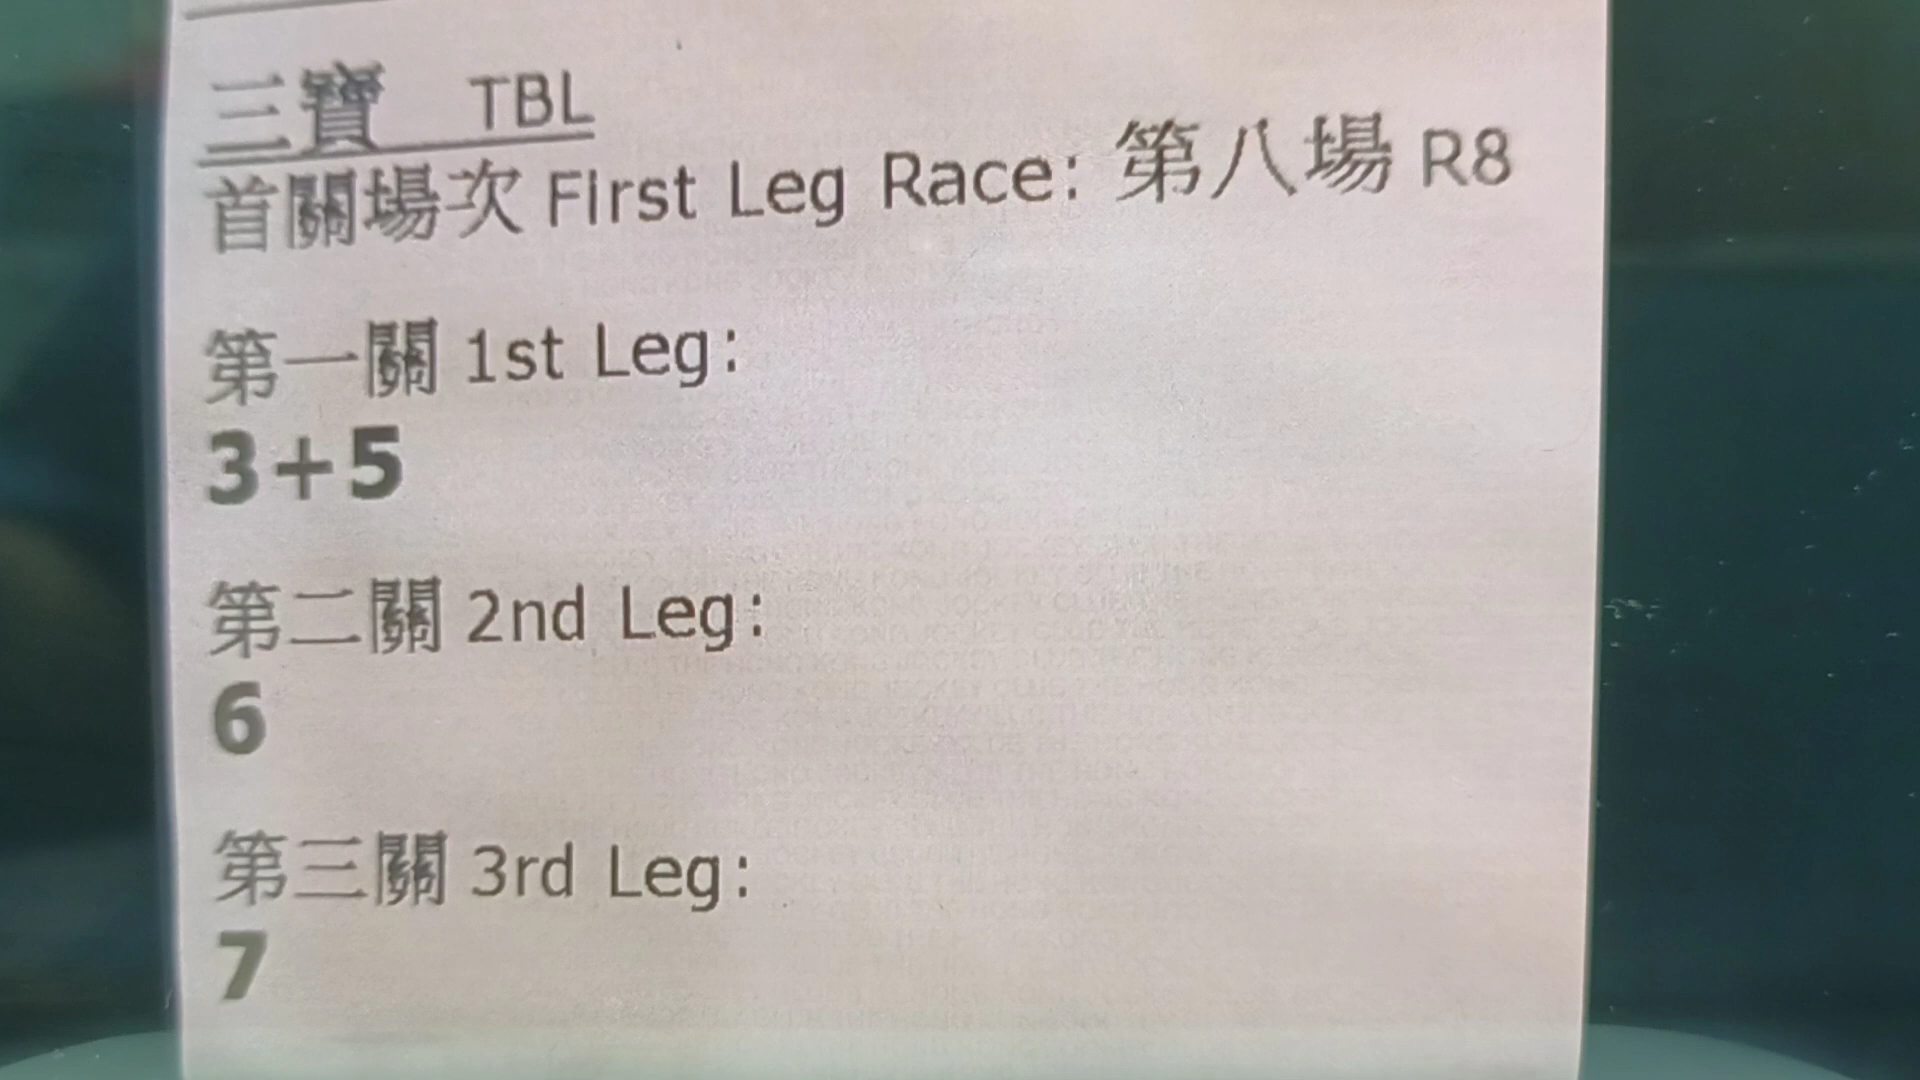 三寶 TBL
首關場次 First Leg Race: 第八場 R8
第一關 1st Leg:
3+5
第二關 2nd Leg:
6
第三關 3rd Leg:
7